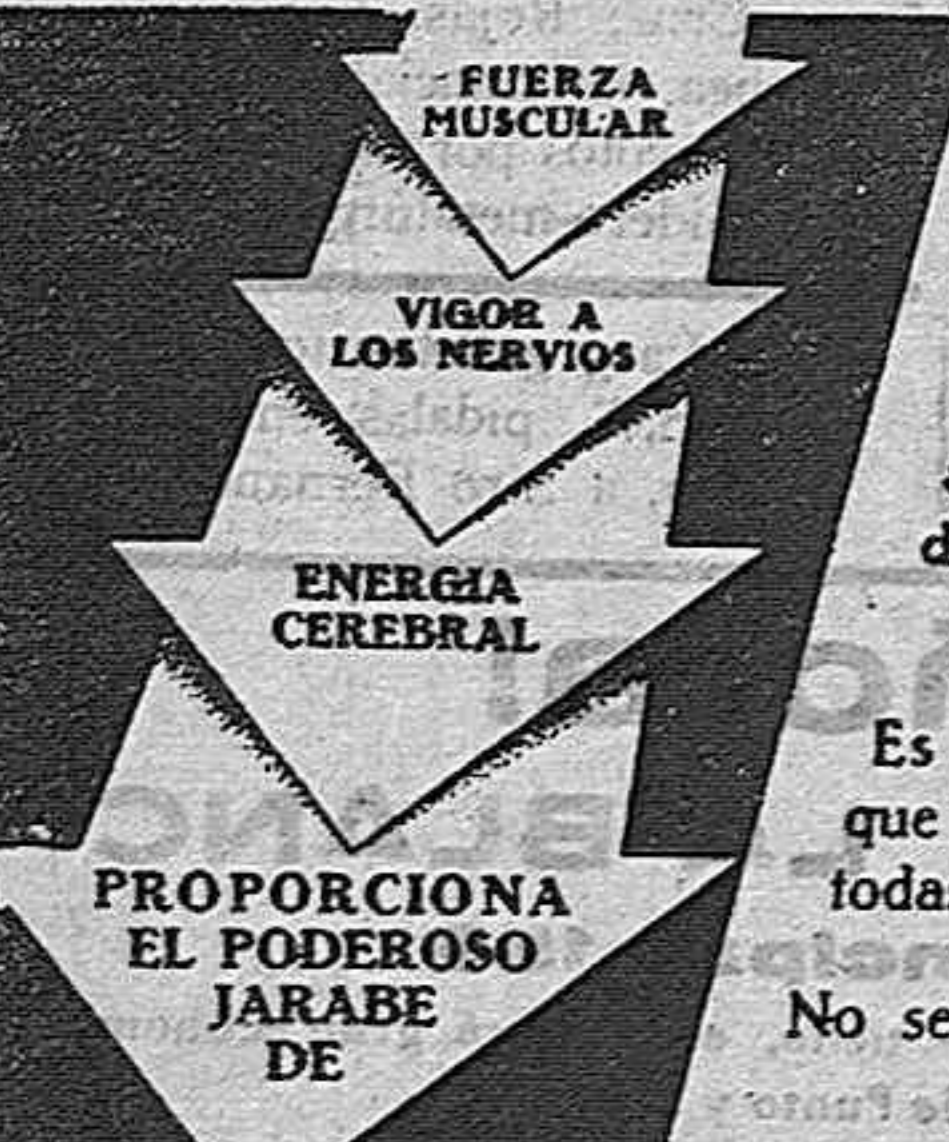 FUERZA
MUSCULAR
VIGOR A
LOS NERVIOS
ENERGIA
CEREBRAL
PROPORCIONA
EL PODEROSO
JARABE
DE
Es
que
toda
No se